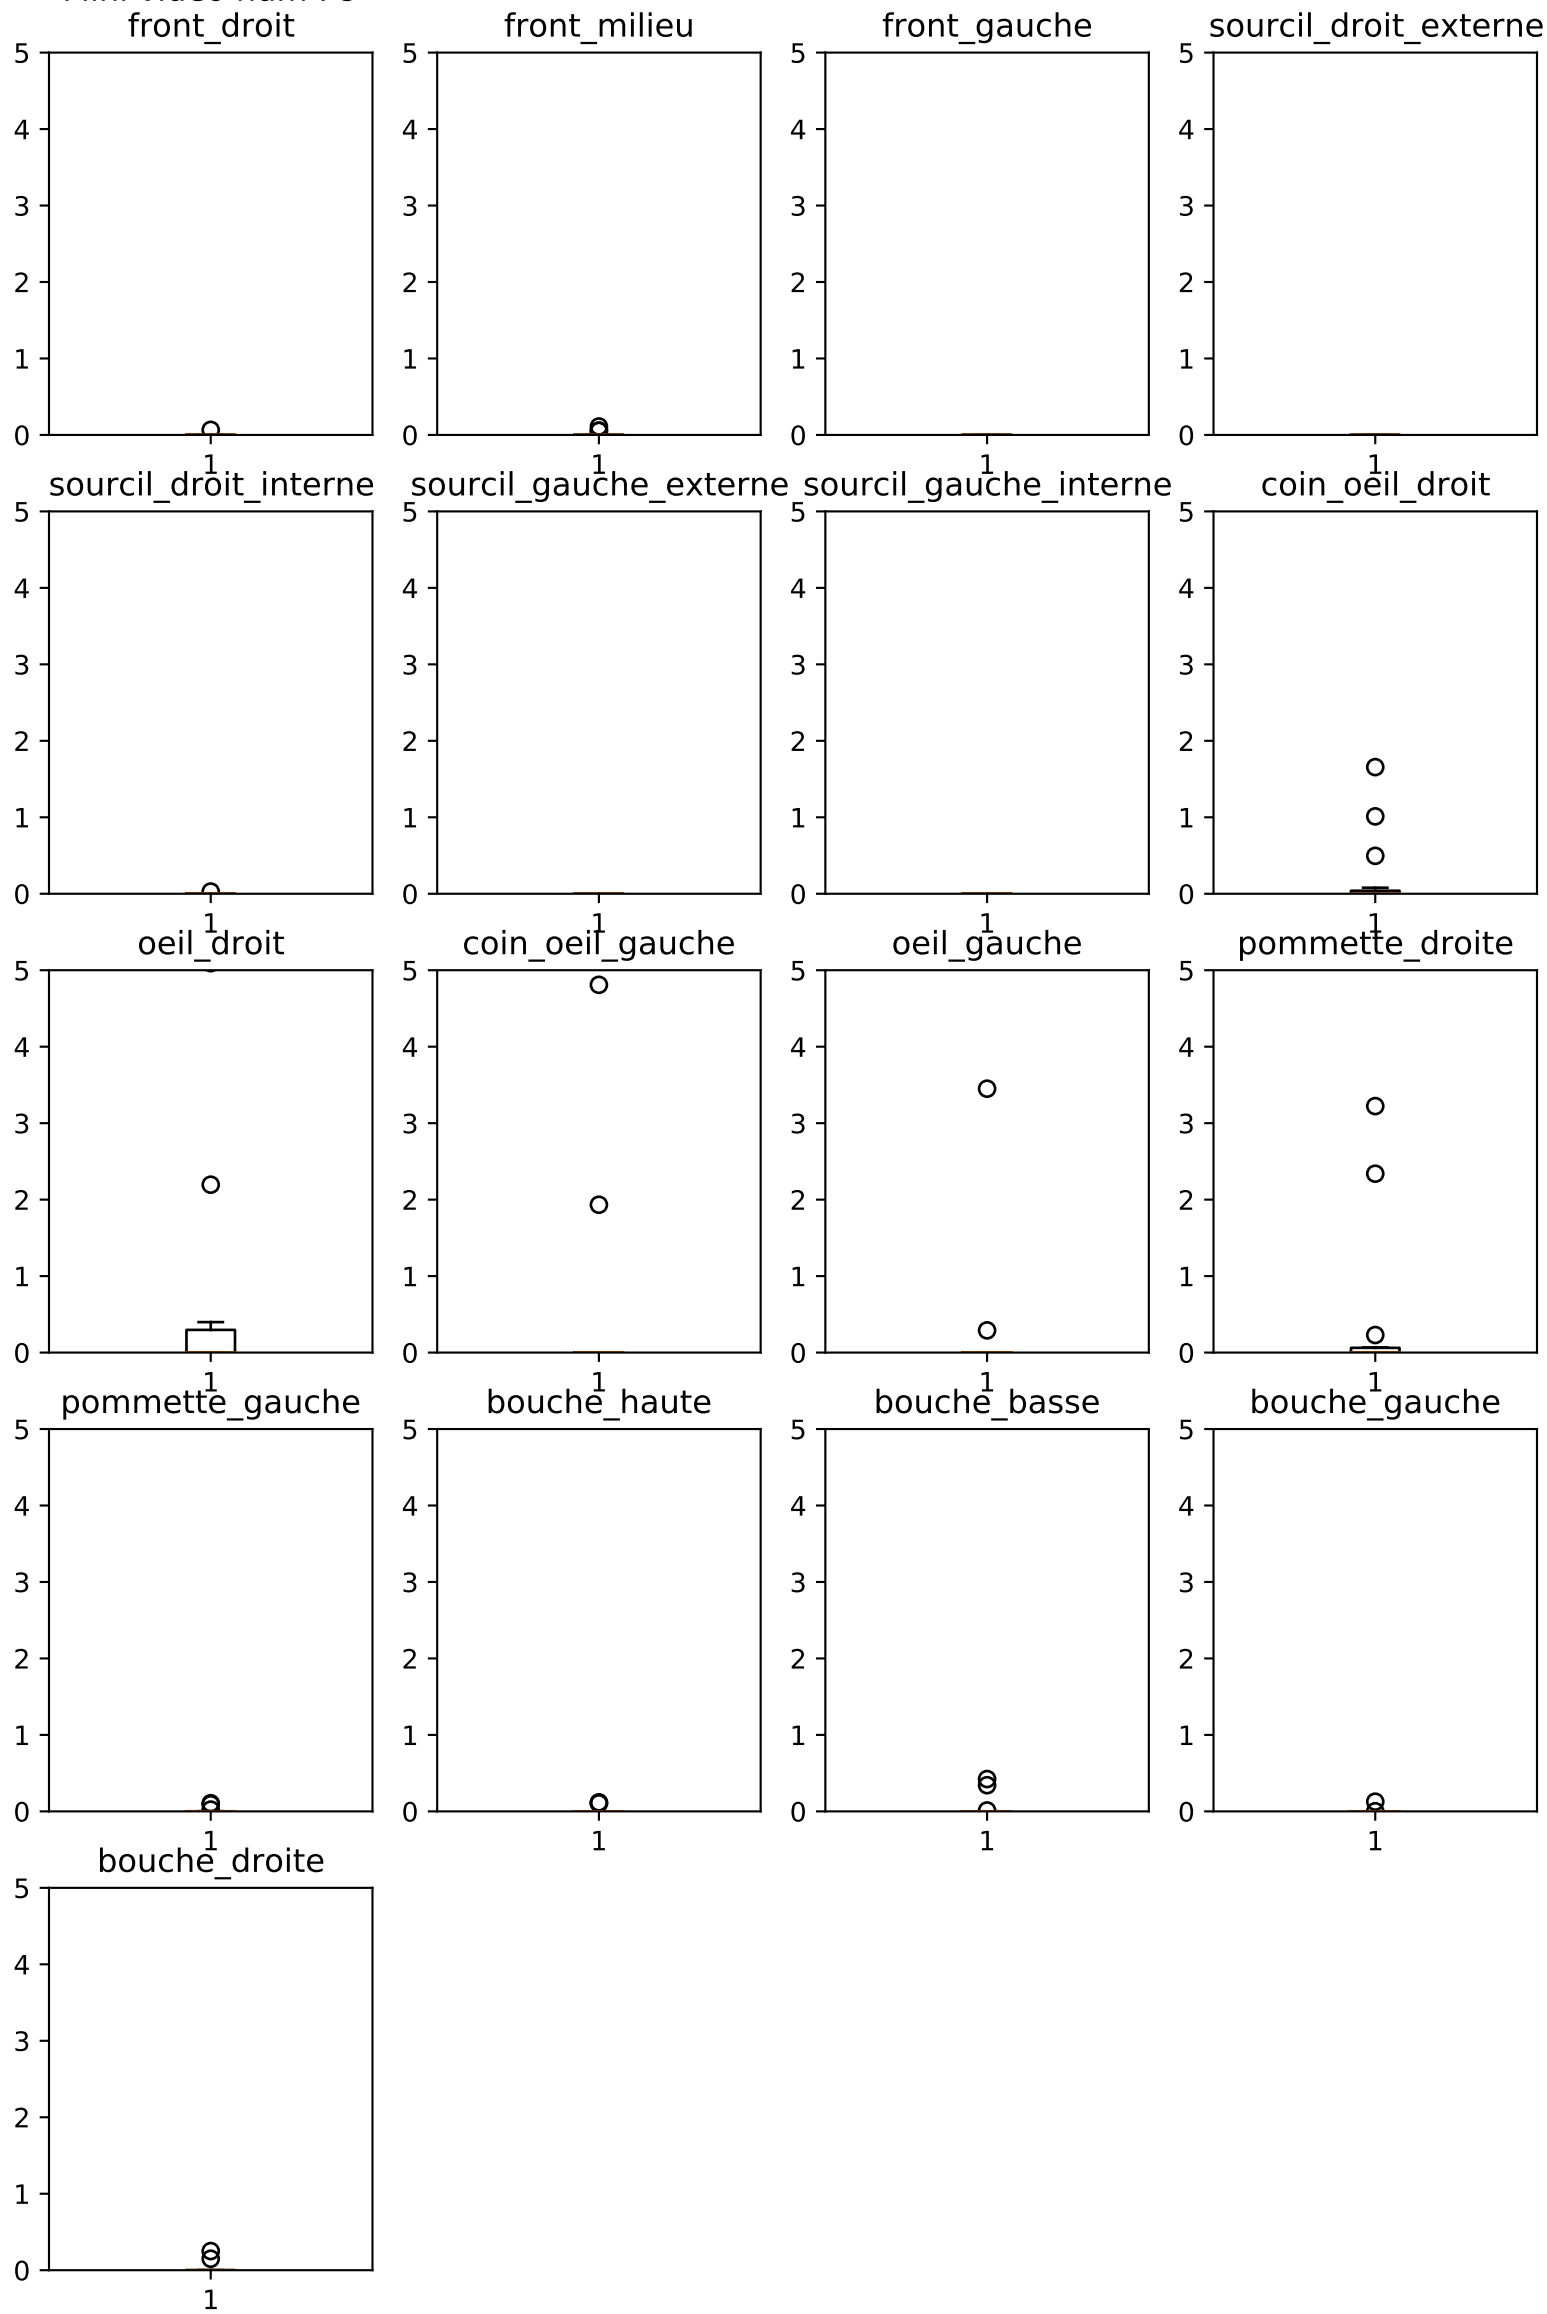 front_droit front_milieu front_gauche sourcil_droit_externe
5 5 5 5
4 4 4 4
3 3 3 3
2 2 2 2
1 1 1 1
0 0 0 0
1 1 1 1
sourcil_droit_interne sourcil_gauche_externe sourcil_gauche_interne coin_oeil_droit
5 5 5 5
4 4 4 4
3 3 3 3
2 2 2 2
1 1 1 1
0 0 0 0
1 1 1 1
oeil_droit coin_oeil_gauche oeil_gauche pommette_droite
5 5 5 5
4 4 4 4
3 3 3 3
2 2 2 2
1 1 1 1
0 0 0 0
1 1 1 1
pommette_gauche bouche_haute bouche_basse bouche_gauche
5 5 5 5
4 4 4 4
3 3 3 3
2 2 2 2
1 1 1 1
0 0 0 0
1 1 1 1
bouche_droite
5
4
3
2
1
0
1